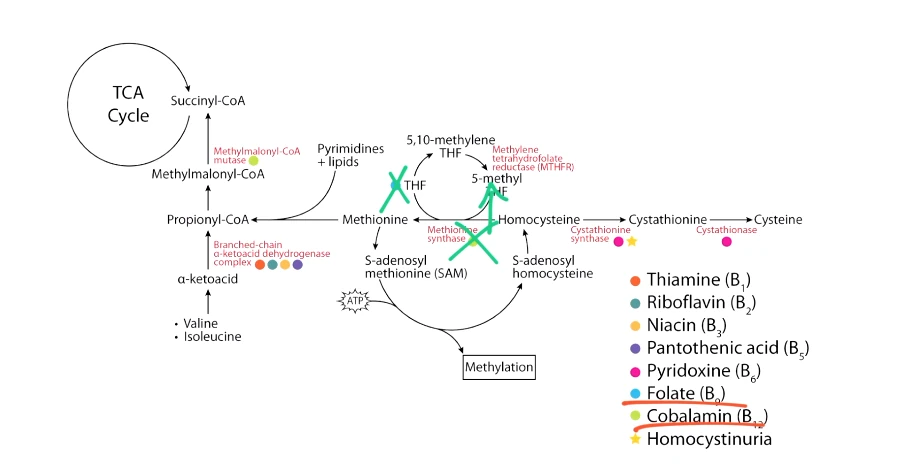 TCA
Cycle
Succinyl-CoA
Methylmalonyl-CoA
mutase
Methylmalonyl-CoA
Pyrimidines
+ lipids
5,10-methylene
THF
Methylene
tetrahydrofolate
reductase (MTHFR)
THF
5-methyl
THF
Propionyl-CoA
Methionine
Homocysteine
Cystathionine
Cysteine
Methionine
synthase
Cystathionine
synthase
Cystathionase
Branched-chain
α-ketoacid dehydrogenase
complex
α-ketoacid
S-adenosyl
methionine (SAM)
S-adenosyl
homocysteine
ATP
• Valine
• Isoleucine
Methylation
Thiamine (B1)
Riboflavin (B2)
Niacin (B3)
Pantothenic acid (B5)
Pyridoxine (B6)
Folate (B9)
Cobalamin (B12)
Homocystinuria